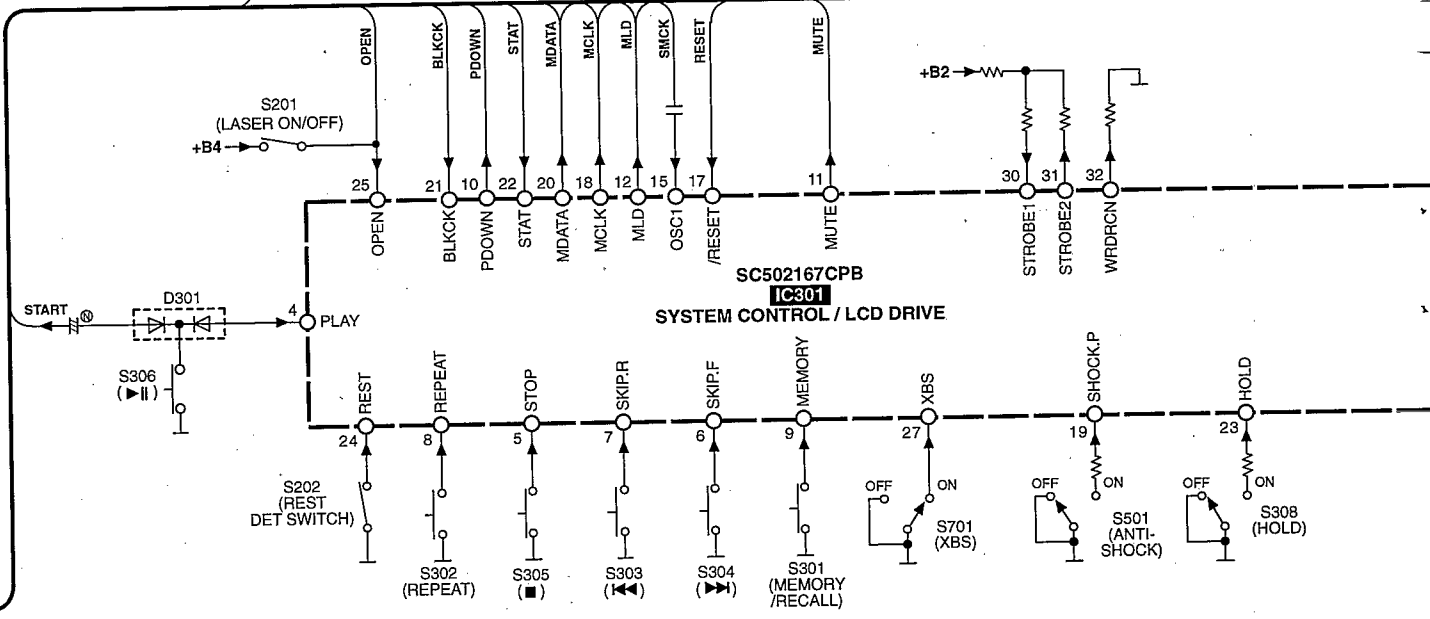 OPEN
BLKCK
PDOWN
STAT
MDATA
MCLK
MLD
SMCK
RESET
MUTE
+B2
S201
(LASER ON/OFF)
+B4
25
21
10
22
20
18
12
15
17
11
30
31
32
OPEN
BLKCK
PDOWN
STAT
MDATA
MCLK
MLD
OSC1
/RESET
MUTE
STROBE1
STROBE2
WRDRCN
SC502167CPB
IC301
SYSTEM CONTROL / LCD DRIVE
START
N
D301
4
PLAY
S306
(▶II)
REST
REPEAT
STOP
SKIP.R
SKIP.F
MEMORY
XBS
SHOCK.P
HOLD
24
8
5
7
6
9
27
19
23
S202
(REST
DET SWITCH)
S302
(REPEAT)
S305
(■)
S303
(I◀◀)
S304
(▶▶I)
S301
(MEMORY
/RECALL)
OFF
ON
S701
(XBS)
OFF
ON
S501
(ANTI-
SHOCK)
OFF
ON
S308
(HOLD)